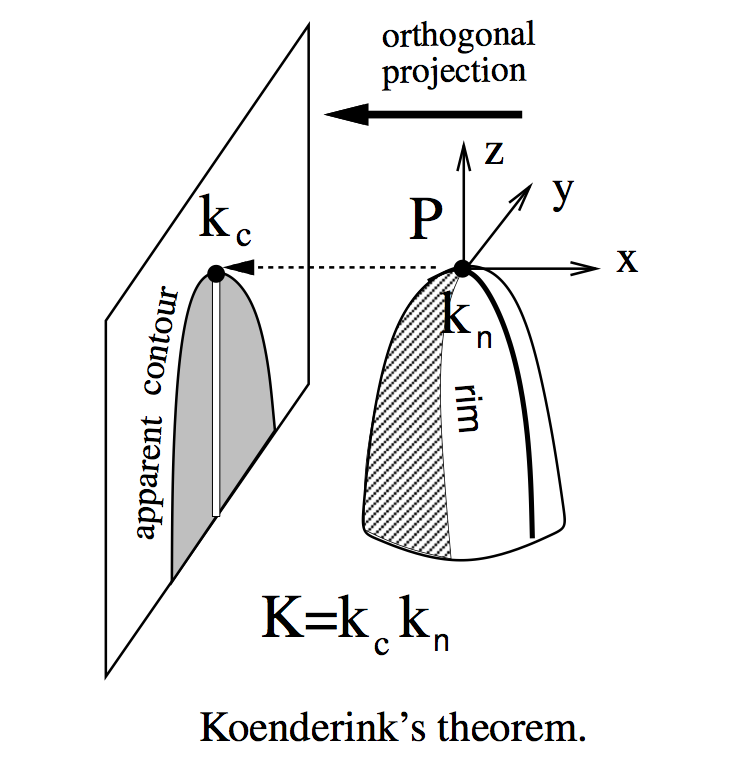 orthogonal
projection
z
y
P
k c
x
k n
apparent contour
rim
K=k c k n
Koenderink's theorem.